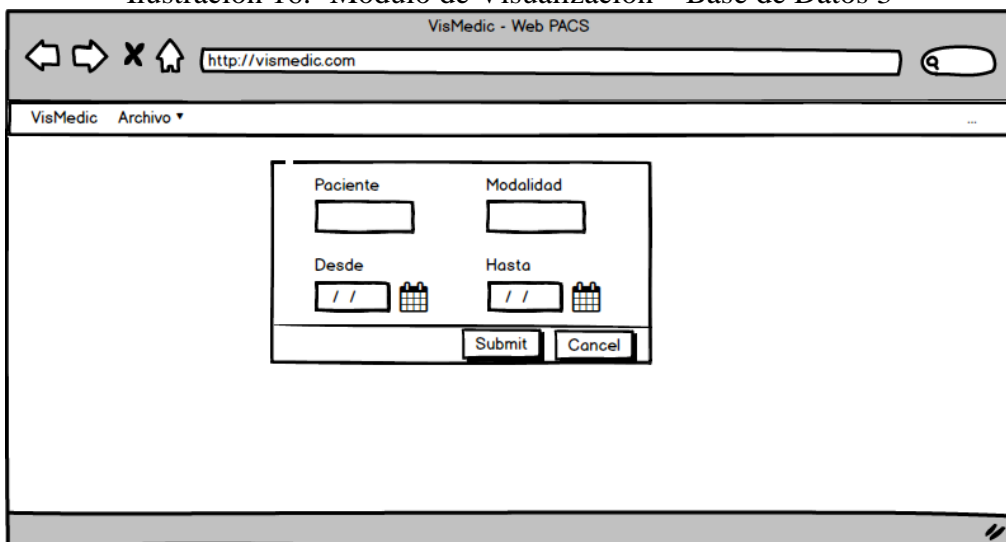 Ilustración 16. Módulo de Visualización – Base de Datos 3
VisMedic - Web PACS
http://vismedic.com
VisMedic Archivo ▾ ...
Paciente Modalidad
Desde Hasta
/ / / /
Submit Cancel